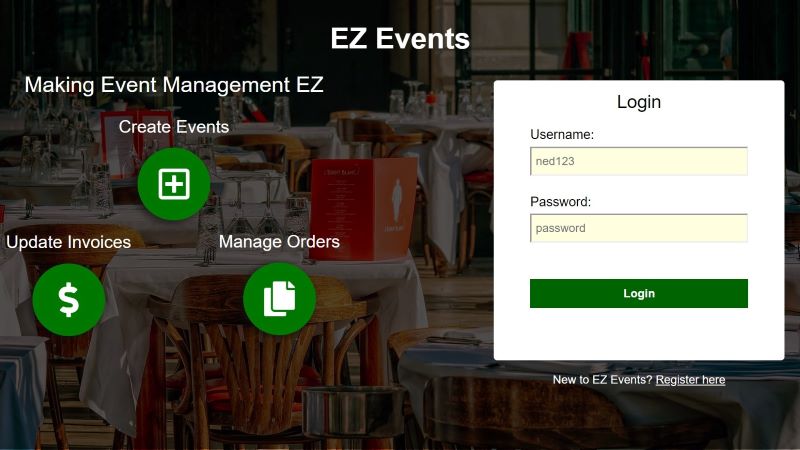 EZ Events
Making Event Management EZ
Create Events
Update Invoices
Manage Orders
Login
Username:
ned123
Password:
password
Login
New to EZ Events? Register here